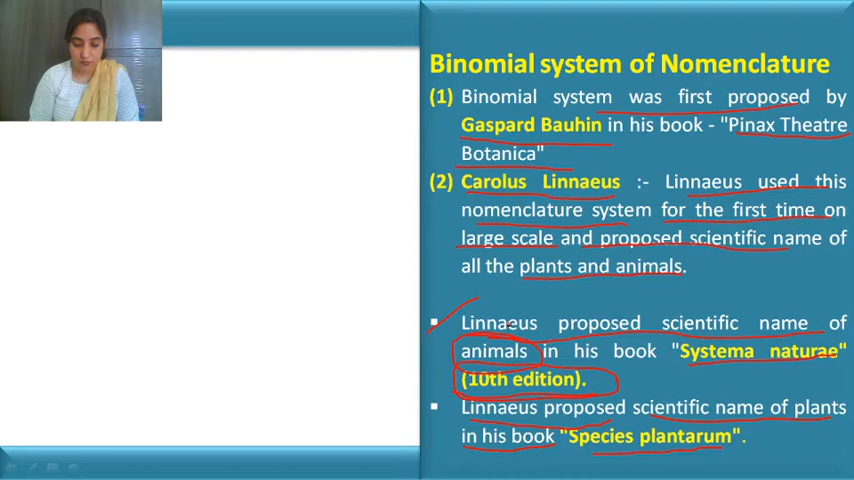 Binomial system of Nomenclature
(1) Binomial system was first proposed by
Gaspard Bauhin in his book - "Pinax Theatre
Botanica"
(2) Carolus Linnaeus :- Linnaeus used this
nomenclature system for the first time on
large scale and proposed scientific name of
all the plants and animals.
▪ Linnaeus proposed scientific name of
animals in his book "Systema naturae"
(10th edition).
▪ Linnaeus proposed scientific name of plants
in his book "Species plantarum".